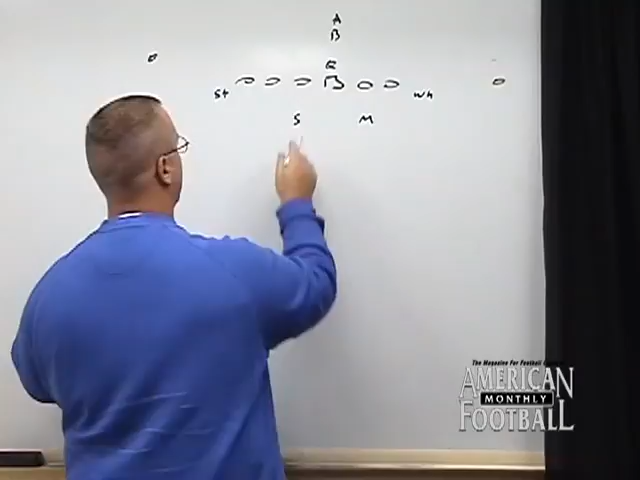 A
B
Q
St
Wh
S
M
The Magazine For Football Coaches
AMERICAN
MONTHLY
FOOTBALL